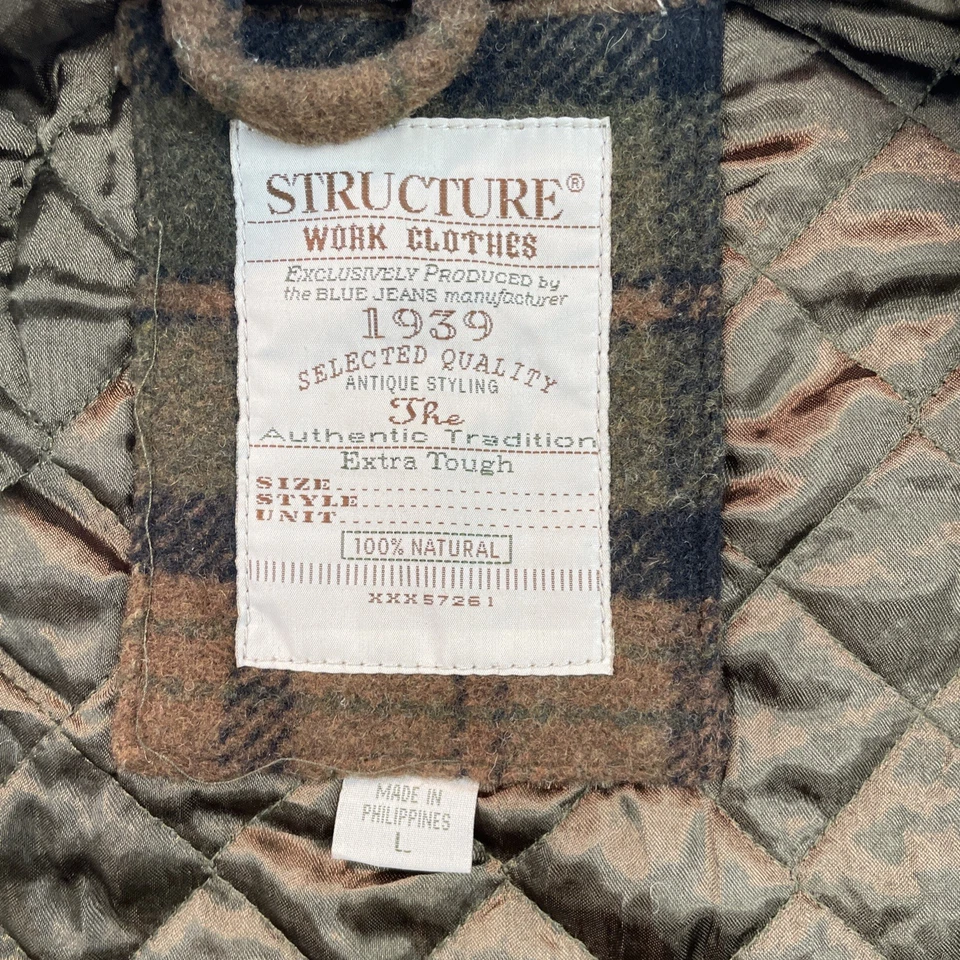 STRUCTURE®
WORK CLOTHES
EXCLUSIVELY PRODUCED by
the BLUE JEANS manufacturer
1939
SELECTED QUALITY
ANTIQUE STYLING
The
Authentic Tradition
Extra Tough
SIZE
STYLE
UNIT
100% NATURAL
XXX57261
MADE IN
PHILIPPINES
L